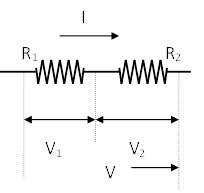 I
R₁ R₂
V₁ V₂
V